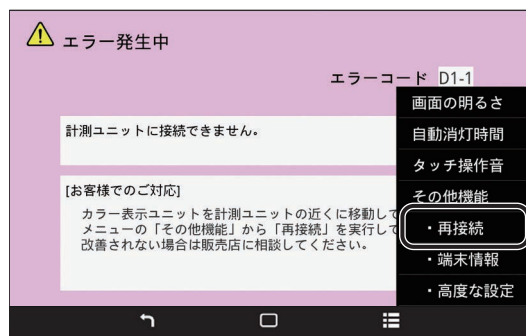 エラー発生中
エラーコード D1-1
計測ユニットに接続できません。
[お客様でのご対応]
カラー表示ユニットを計測ユニットの近くに移動して
メニューの「その他機能」から「再接続」を実行して
改善されない場合は販売店に相談してください。
画面の明るさ
自動消灯時間
タッチ操作音
その他機能
・再接続
・端末情報
・高度な設定